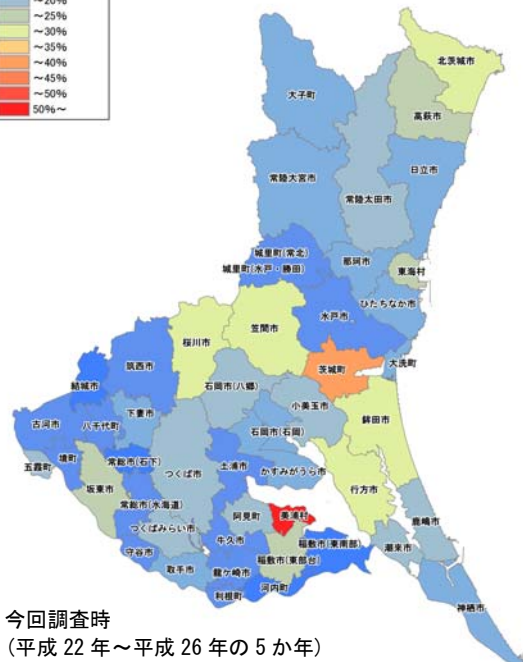 ～20%
～25%
～30%
～35%
～40%
～45%
～50%
50%～
北茨城市
大子町
高萩市
日立市
常陸大宮市
常陸太田市
城里町(常北)
那珂市
東海村
城里町(水戸・勝田)
ひたちなか市
水戸市
笠間市
桜川市
筑西市
茨城町
大洗町
結城市
石岡市(八郷)
小美玉市
下妻市
鉾田市
古河市
八千代町
石岡市(石岡)
常総市(石下)
土浦市
かすみがうら市
境町
つくば市
五霞町
坂東市
行方市
常総市(水海道)
阿見町
美浦村
鹿嶋市
つくばみらい市
牛久市
稲敷市(東南部)
潮来市
守谷市
稲敷市(東部台)
取手市
龍ケ崎市
河内町
利根町
神栖市
今回調査時
(平成 22 年～平成 26 年の 5 か年)